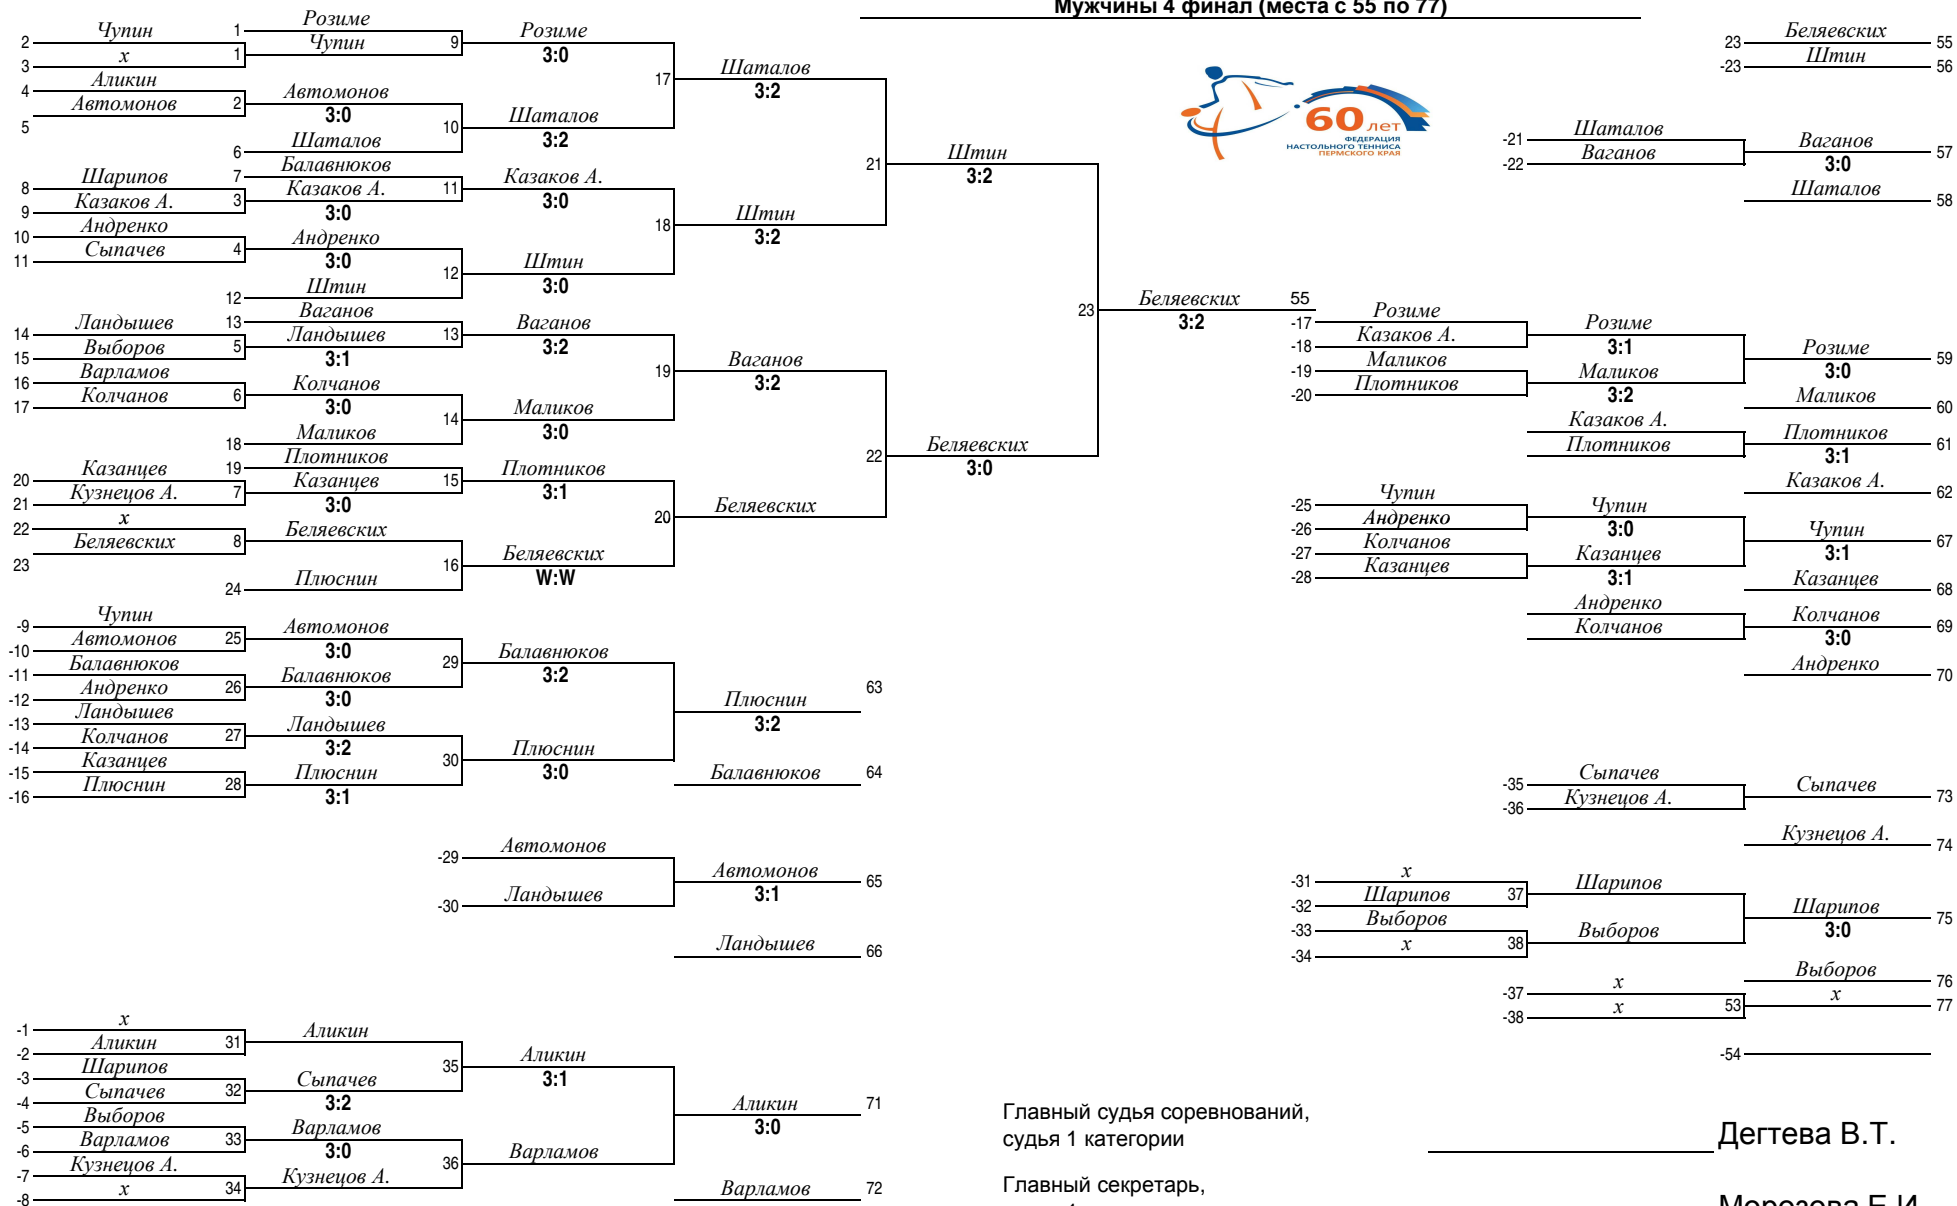 Мужчины 4 финал (места с 55 по 77)
2 Чупин 1 Розиме
3 х 1 Чупин 9 Розиме
3:0
4 Аликин
5 Автомонов 2 Автомонов
3:0
6 Шаталов 10 Шаталов
3:2
17 Шаталов
3:2
8 Шарипов 7 Балавнюков
9 Казаков А. 3 Казаков А. 11 Казаков А.
3:0 3:0
10 Андренко
11 Сыпачев 4 Андренко
3:0
12 Штин 12 Штин
3:0
18 Штин
3:2
21 Штин
3:2
14 Ландышев 13 Ваганов
15 Выборов 5 Ландышев 13 Ваганов
3:1 3:2
16 Варламов
17 Колчанов 6 Колчанов
3:0
18 Маликов 14 Маликов
3:0
19 Ваганов
3:2
20 Казанцев 19 Плотников
21 Кузнецов А. 7 Казанцев 15 Плотников
3:0 3:1
22 х
23 Беляевских 8 Беляевских
24 Плюснин 16 Беляевских
W:W
20 Беляевских
22 Беляевских
3:0
23 Беляевских 55
3:2
-9 Чупин
-10 Автомонов 25 Автомонов
3:0
-11 Балавнюков
-12 Андренко 26 Балавнюков
3:0
29 Балавнюков
3:2
-13 Ландышев
-14 Колчанов 27 Ландышев
3:2
-15 Казанцев
-16 Плюснин 28 Плюснин
3:1
30 Плюснин
3:0
Плюснин 63
3:2
Балавнюков 64
-29 Автомонов
-30 Ландышев
Автомонов 65
3:1
Ландышев 66
-1 х
-2 Аликин 31 Аликин
-3 Шарипов
-4 Сыпачев 32 Сыпачев
3:2
35 Аликин
3:1
-5 Выборов
-6 Варламов 33 Варламов
3:0
-7 Кузнецов А.
-8 х 34 Кузнецов А.
36 Варламов
Аликин 71
3:0
Варламов 72
60 лет
ФЕДЕРАЦИЯ
НАСТОЛЬНОГО ТЕННИСА
ПЕРМСКОГО КРАЯ
23 Беляевских 55
-23 Штин 56
-21 Шаталов
-22 Ваганов
Ваганов 57
3:0
Шаталов 58
-17 Розиме
-18 Казаков А.
Розиме
3:1
-19 Маликов
-20 Плотников
Маликов
3:2
Розиме 59
3:0
Маликов 60
Казаков А.
Плотников
Плотников 61
3:1
Казаков А. 62
-25 Чупин
-26 Андренко
Чупин
3:0
-27 Колчанов
-28 Казанцев
Казанцев
3:1
Чупин 67
3:1
Казанцев 68
Андренко
Колчанов
Колчанов 69
3:0
Андренко 70
-35 Сыпачев
-36 Кузнецов А.
Сыпачев 73
Кузнецов А. 74
-31 х
-32 Шарипов 37 Шарипов
-33 Выборов
-34 х 38 Выборов
Шарипов 75
3:0
Выборов 76
-37 х
-38 х 53 х 77
-54
Главный судья соревнований,
судья 1 категории
Дегтева В.Т.
Главный секретарь,